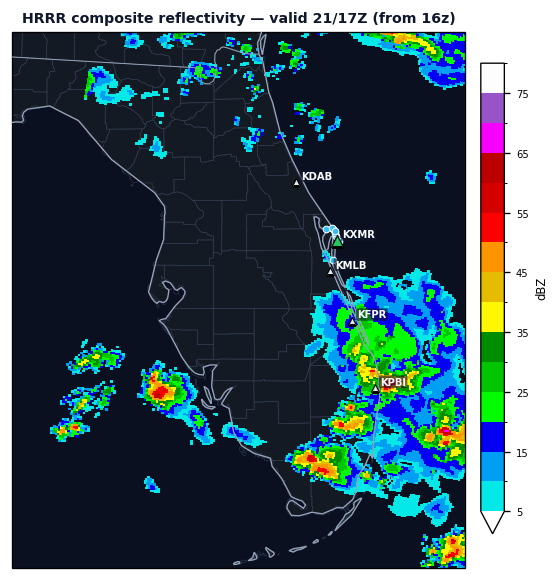 HRRR composite reflectivity — valid 21/17Z (from 16z)
KDAB
KXMR
KMLB
KFPR
KPBI
75
65
55
45
35
25
15
5
dBZ